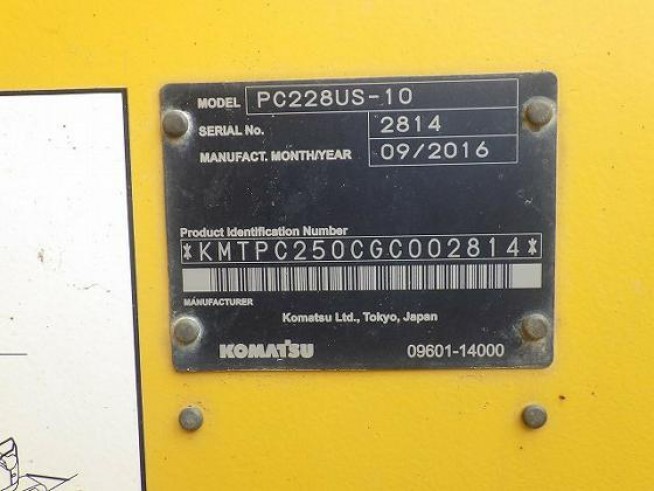 MODEL PC228US-10
SERIAL No. 2814
MANUFACT. MONTH/YEAR 09/2016
Product Identification Number
*KMTPC250CGC002814*
MANUFACTURER
Komatsu Ltd., Tokyo, Japan
KOMATSU 09601-14000